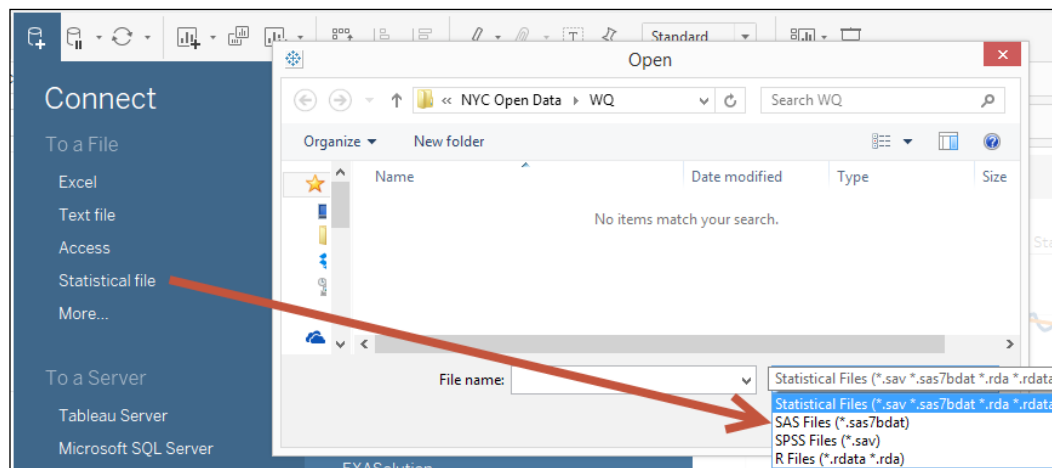 Standard
Connect
To a File
Excel
Text file
Access
Statistical file
More...
To a Server
Tableau Server
Microsoft SQL Server
Open
« NYC Open Data WQ
Search WQ
Organize
New folder
Name Date modified Type Size
No items match your search.
File name:
Statistical Files (*.sav *.sas7bdat *.rda *.rdata
Statistical Files (*.sav *.sas7bdat *.rda *.rdata
SAS Files (*.sas7bdat)
SPSS Files (*.sav)
R Files (*.rdata *.rda)